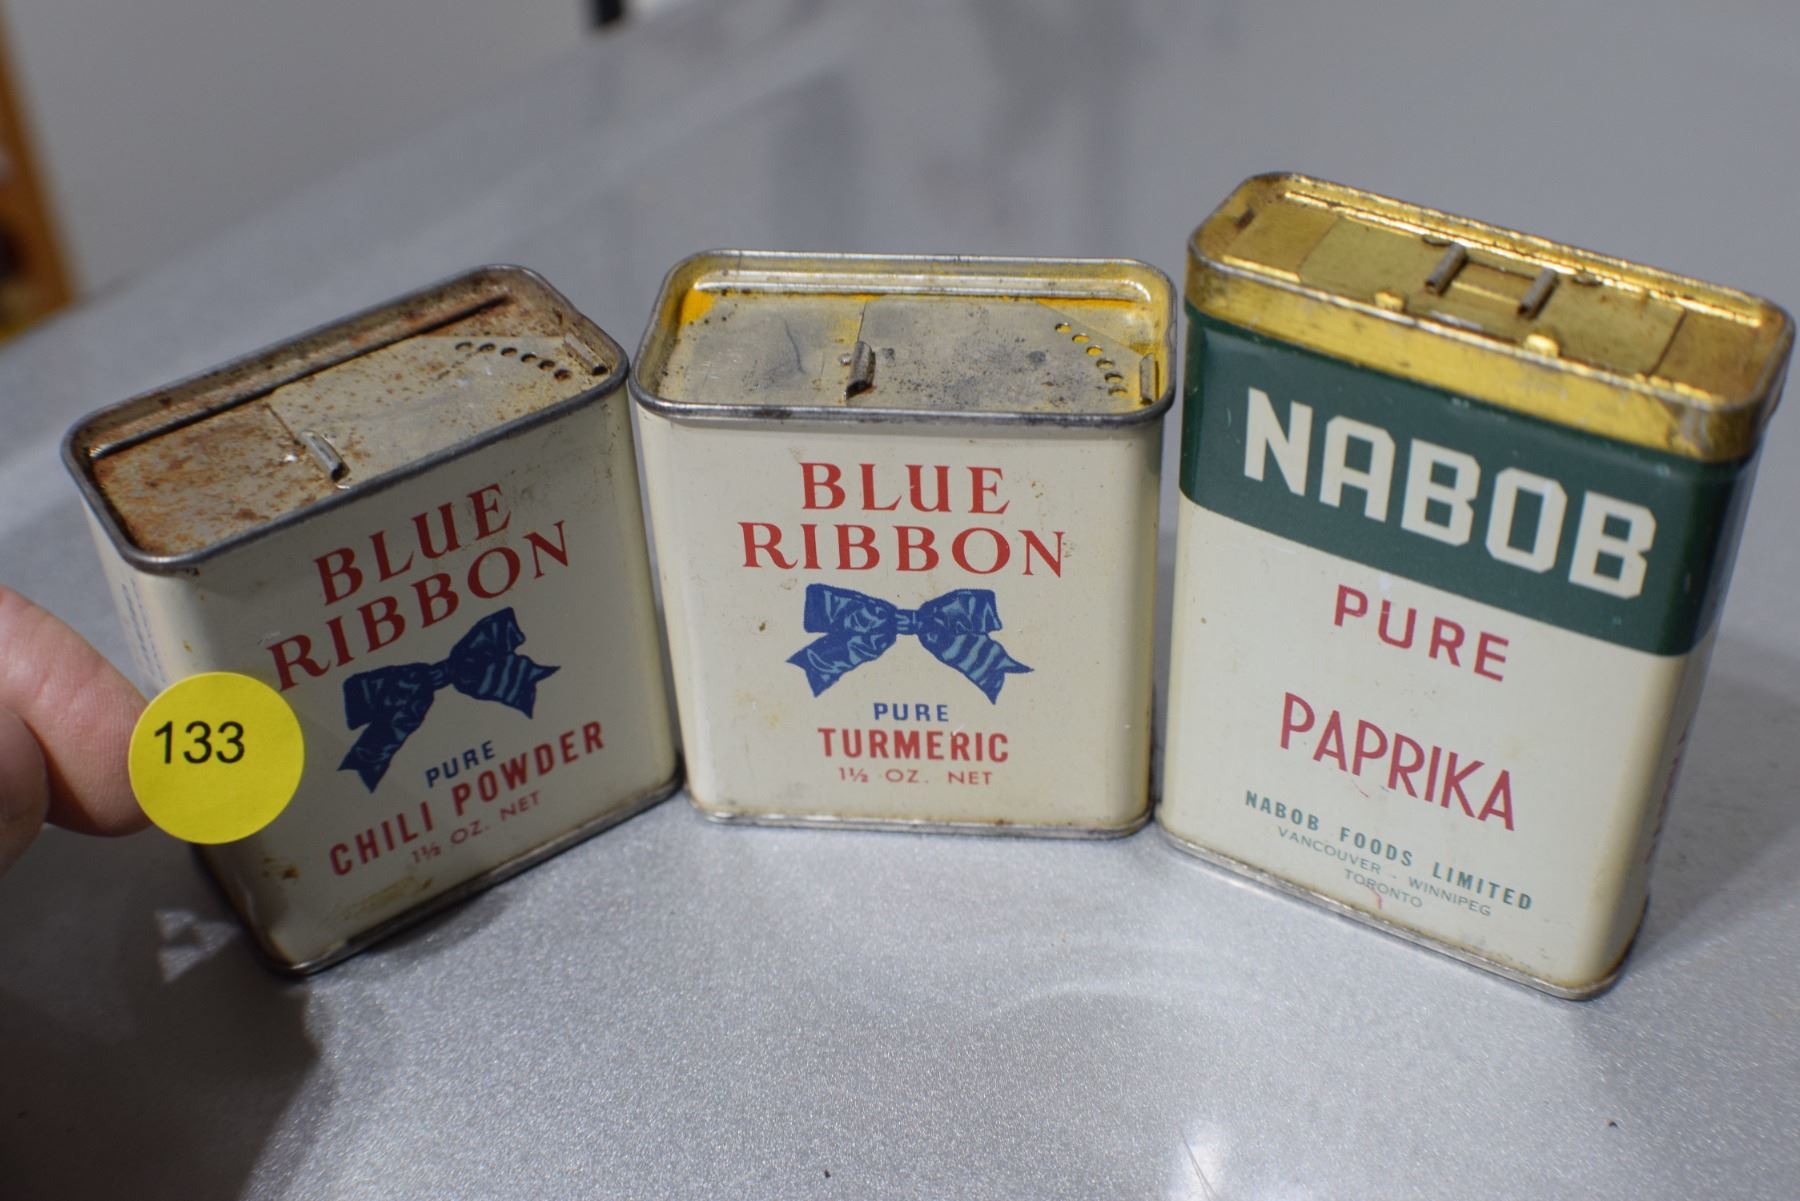 BLUE
RIBBON
PURE
CHILI POWDER
1½ OZ. NET
133
BLUE
RIBBON
PURE
TURMERIC
1½ OZ. NET
NABOB
PURE
PAPRIKA
NABOB FOODS LIMITED
VANCOUVER - WINNIPEG
TORONTO